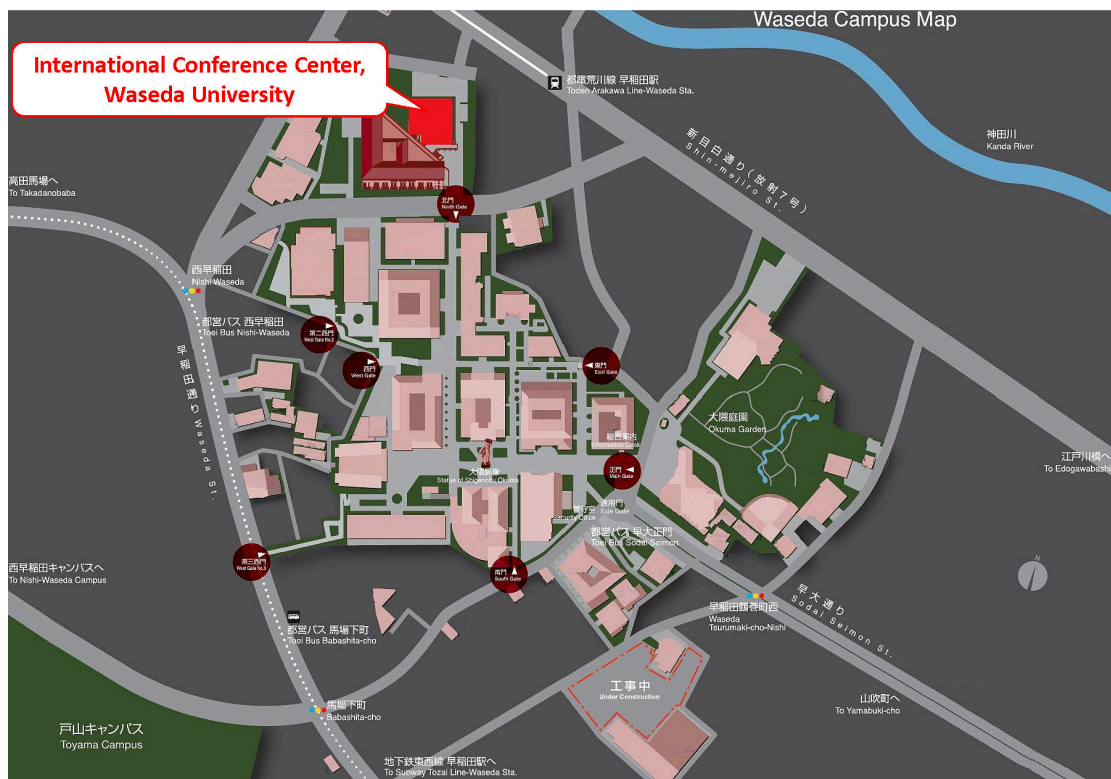 Waseda Campus Map
International Conference Center,
Waseda University
都電荒川線 早稲田駅
Toden Arakawa Line-Waseda Sta.
神田川
Kanda River
新目白通り(放射7号)
Shin-mejiro St.
高田馬場へ
To Takadanobaba
北門
North Gate
西早稲田
Nishi Waseda
都営バス 西早稲田
Toei Bus Nishi-Waseda
第二西門
West Gate No.2
西門
West Gate
東門
East Gate
早稲田通り Waseda St.
大隈庭園
Okuma Garden
総合案内
Information Desk
江戸川橋へ
To Edogawabashi
大隈銅像
Statue of Shigenobu Okuma
正門
Main Gate
通用門
Side Gate
警守室
Security Office
都営バス 早大正門
Toei Bus Sodai Seimon
第三西門
West Gate No.3
南門
South Gate
西早稲田キャンパスへ
To Nishi-Waseda Campus
N
早稲田鶴巻町西
Waseda
Tsurumaki-cho-Nishi
早大通り
Sodai Seimon St.
都営バス 馬場下町
Toei Bus Babashita-cho
工事中
Under Construction
山吹町へ
To Yamabuki-cho
馬場下町
Babashita-cho
戸山キャンパス
Toyama Campus
地下鉄東西線 早稲田駅へ
To Subway Tozai Line-Waseda Sta.